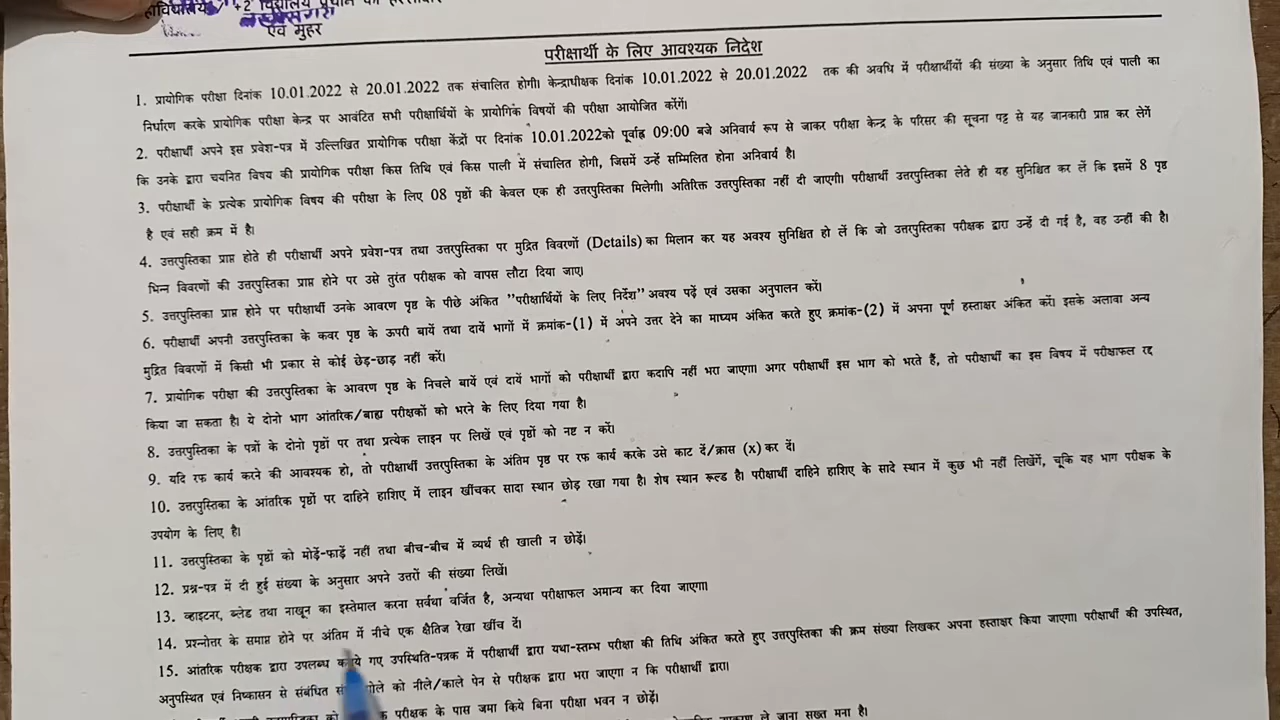 +2 विद्यालय प्रधान का हस्ताक्षर
एवं मुहर
परीक्षार्थी के लिए आवश्यक निदेश
1. प्रायोगिक परीक्षा दिनांक 10.01.2022 से 20.01.2022 तक संचालित होगी। केन्द्राधीक्षक दिनांक 10.01.2022 से 20.01.2022 तक की अवधि में परीक्षार्थीयों की संख्या के अनुसार तिथि एवं पाली का
निर्धारण करके प्रायोगिक परीक्षा केन्द्र पर आवंटित सभी परीक्षार्थियों के प्रायोगिक विषयों की परीक्षा आयोजित करेंगें।
2. परीक्षार्थी अपने इस प्रवेश-पत्र में उल्लिखित प्रायोगिक परीक्षा केंद्रों पर दिनांक 10.01.2022को पूर्वाह्न 09:00 बजे अनिवार्य रूप से जाकर परीक्षा केन्द्र के परिसर की सूचना पट्ट से यह जानकारी प्राप्त कर लेगें
कि उनके द्वारा चयनित विषय की प्रायोगिक परीक्षा किस तिथि एवं किस पाली में संचालित होगी, जिसमें उन्हें सम्मिलित होना अनिवार्य है।
3. परीक्षार्थी के प्रत्येक प्रायोगिक विषय की परीक्षा के लिए 08 पृष्ठों की केवल एक ही उत्तरपुस्तिका मिलेगी। अतिरिक्त उत्तरपुस्तिका नहीं दी जाएगी। परीक्षार्थी उत्तरपुस्तिका लेते ही यह सुनिश्चित कर लें कि इसमें 8 पृष्ठ
है एवं सही क्रम में है।
4. उत्तरपुस्तिका प्राप्त होते ही परीक्षार्थी अपने प्रवेश-पत्र तथा उत्तरपुस्तिका पर मुद्रित विवरणों (Details) का मिलान कर यह अवश्य सुनिश्चित हो लें कि जो उत्तरपुस्तिका परीक्षक द्वारा उन्हें दी गई है, वह उन्हीं की है।
भिन्न विवरणों की उत्तरपुस्तिका प्राप्त होने पर उसे तुरंत परीक्षक को वापस लौटा दिया जाए।
5. उत्तरपुस्तिका प्राप्त होने पर परीक्षार्थी उनके आवरण पृष्ठ के पीछे अंकित "परीक्षार्थियों के लिए निर्देश" अवश्य पढ़ें एवं उसका अनुपालन करें।
6. परीक्षार्थी अपनी उत्तरपुस्तिका के कवर पृष्ठ के ऊपरी बायें तथा दायें भागों में क्रमांक-(1) में अपने उत्तर देने का माध्यम अंकित करते हुए क्रमांक-(2) में अपना पूर्ण हस्ताक्षर अंकित करें। इसके अलावा अन्य
मुद्रित विवरणों में किसी भी प्रकार से कोई छेड़-छाड़ नहीं करें।
7. प्रायोगिक परीक्षा की उत्तरपुस्तिका के आवरण पृष्ठ के निचले बायें एवं दायें भागों को परीक्षार्थी द्वारा कदापि नहीं भरा जाएगा। अगर परीक्षार्थी इस भाग को भरते हैं, तो परीक्षार्थी का इस विषय में परीक्षाफल रद्द
किया जा सकता है। ये दोनो भाग आंतरिक/बाह्य परीक्षकों को भरने के लिए दिया गया है।
8. उत्तरपुस्तिका के पत्रों के दोनो पृष्ठों पर तथा प्रत्येक लाइन पर लिखें एवं पृष्ठों को नष्ट न करें।
9. यदि रफ कार्य करने की आवश्यक हो, तो परीक्षार्थी उत्तरपुस्तिका के अंतिम पृष्ठ पर रफ कार्य करके उसे काट दें/क्रास (x) कर दें।
10. उत्तरपुस्तिका के आंतरिक पृष्ठों पर दाहिने हाशिए में लाइन खींचकर सादा स्थान छोड़ रखा गया है। शेष स्थान रूल्ड है। परीक्षार्थी दाहिने हाशिए के सादे स्थान में कुछ भी नहीं लिखेंगें, चूकि यह भाग परीक्षक के
उपयोग के लिए है।
11. उत्तरपुस्तिका के पृष्ठों को मोड़ें-फाड़ें नहीं तथा बीच-बीच में व्यर्थ ही खाली न छोड़ें।
12. प्रश्न-पत्र में दी हुई संख्या के अनुसार अपने उत्तरों की संख्या लिखें।
13. व्हाइटनर, ब्लेड तथा नाखून का इस्तेमाल करना सर्वथा वर्जित है, अन्यथा परीक्षाफल अमान्य कर दिया जाएगा।
14. प्रश्नोत्तर के समाप्त होने पर अंतिम में नीचे एक क्षैतिज रेखा खींच दें।
15. आंतरिक परीक्षक द्वारा उपलब्ध कराये गए उपस्थिति-पत्रक में परीक्षार्थी द्वारा यथा-स्तम्भ परीक्षा की तिथि अंकित करते हुए उत्तरपुस्तिका की क्रम संख्या लिखकर अपना हस्ताक्षर किया जाएगा। परीक्षार्थी की उपस्थित,
अनुपस्थित एवं निष्कासन से संबंधित गोले को नीले/काले पेन से परीक्षक द्वारा भरा जाएगा न कि परीक्षार्थी द्वारा।
परीक्षक के पास जमा किये बिना परीक्षा भवन न छोड़ें।
ले जाना सख्त मना है।